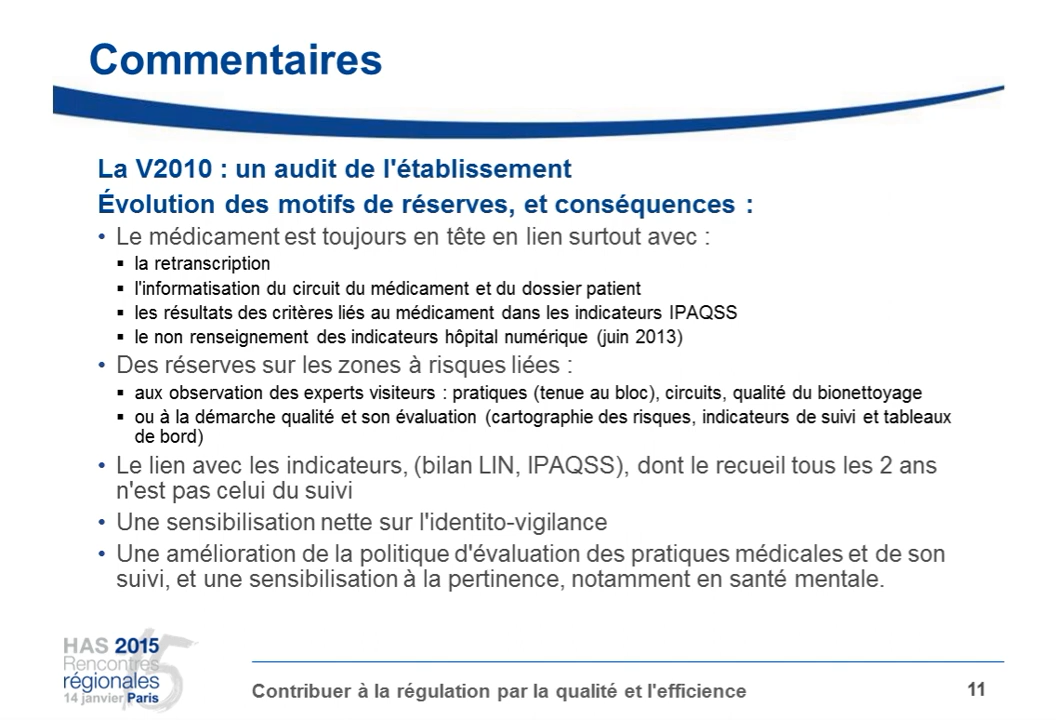 Commentaires
La V2010 : un audit de l'établissement
Évolution des motifs de réserves, et conséquences :
• Le médicament est toujours en tête en lien surtout avec :
▪ la retranscription
▪ l'informatisation du circuit du médicament et du dossier patient
▪ les résultats des critères liés au médicament dans les indicateurs IPAQSS
▪ le non renseignement des indicateurs hôpital numérique (juin 2013)
• Des réserves sur les zones à risques liées :
▪ aux observation des experts visiteurs : pratiques (tenue au bloc), circuits, qualité du bionettoyage
▪ ou à la démarche qualité et son évaluation (cartographie des risques, indicateurs de suivi et tableaux
de bord)
• Le lien avec les indicateurs, (bilan LIN, IPAQSS), dont le recueil tous les 2 ans
n'est pas celui du suivi
• Une sensibilisation nette sur l'identito-vigilance
• Une amélioration de la politique d'évaluation des pratiques médicales et de son
suivi, et une sensibilisation à la pertinence, notamment en santé mentale.
HAS 2015
Rencontres
régionales
14 janvier Paris
15
Contribuer à la régulation par la qualité et l'efficience
11